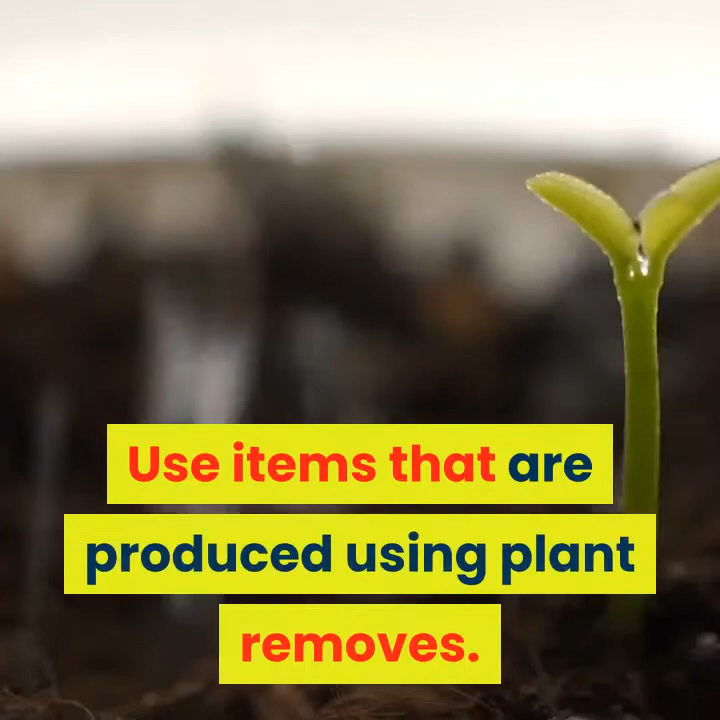 Use items that are
produced using plant
removes.